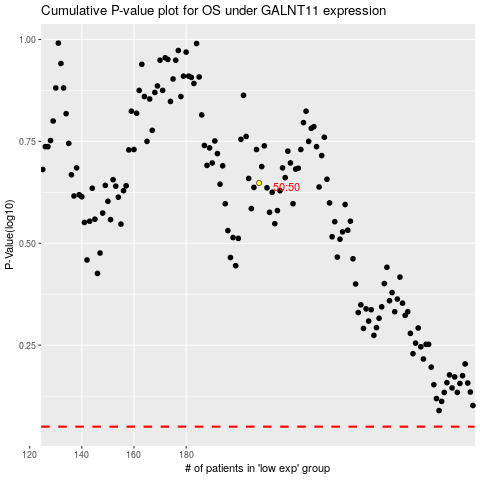 Cumulative P-value plot for OS under GALNT11 expression
P-Value(log10)
1.00
0.75
0.50
0.25
50:50
120 140 160 180
# of patients in 'low exp' group